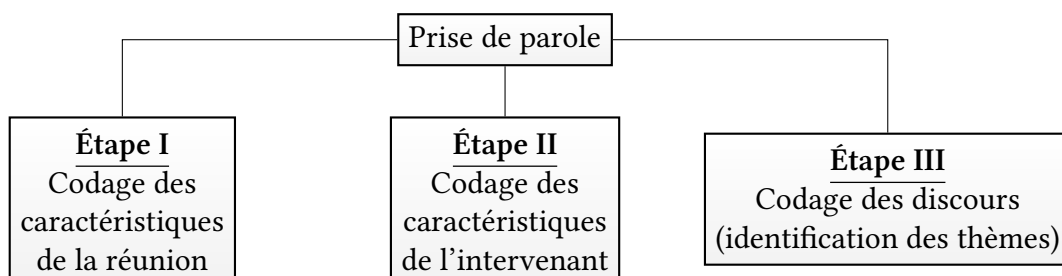 Prise de parole
Étape I
Codage des
caractéristiques
de la réunion
Étape II
Codage des
caractéristiques
de l'intervenant
Étape III
Codage des discours
(identification des thèmes)